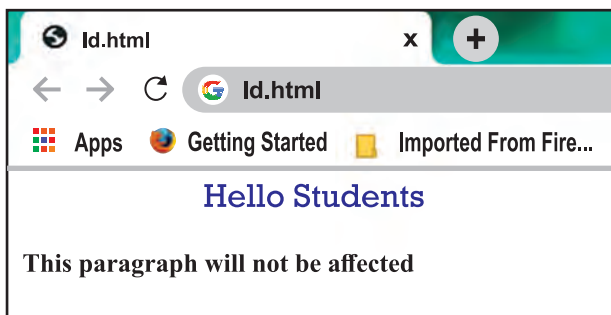 Id.html x +
Id.html
Apps Getting Started Imported From Fire...
Hello Students
This paragraph will not be affected